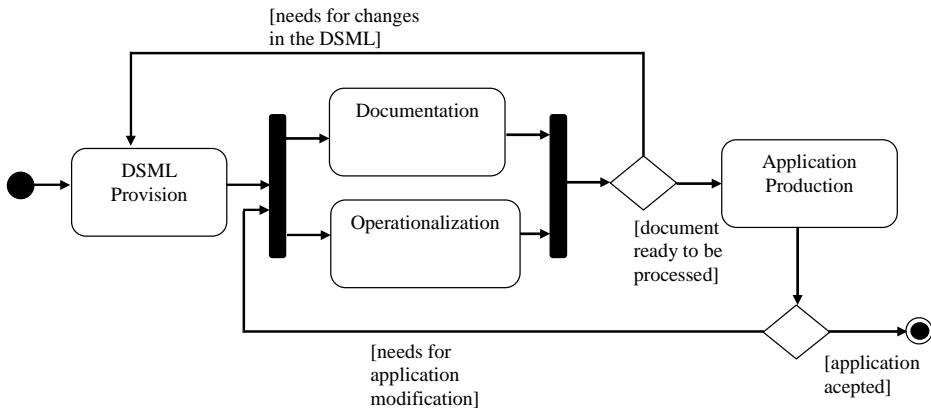 [needs for changes
in the DSML]
DSML
Provision
Documentation
Operationalization
Application
Production
[document
ready to be
processed]
[needs for
application
modification]
[application
acepted]